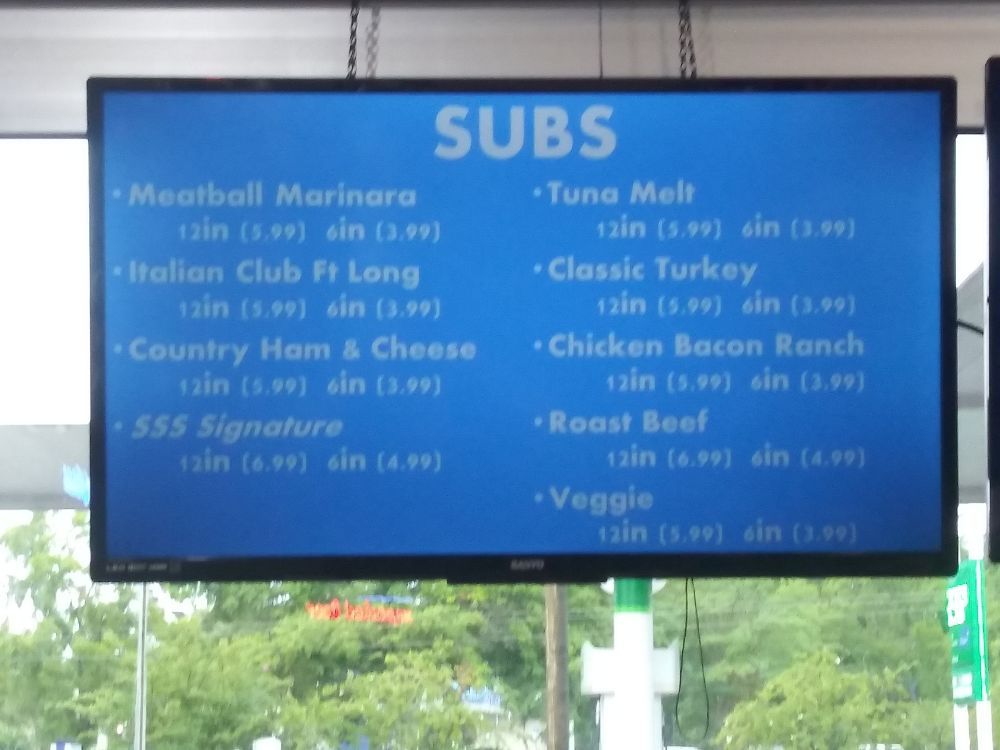 SUBS
• Meatball Marinara
12in (5.99) 6in (3.99)
• Italian Club Ft Long
12in (5.99) 6in (3.99)
• Country Ham & Cheese
12in (5.99) 6in (3.99)
• SSS Signature
12in (6.99) 6in (4.99)
• Tuna Melt
12in (5.99) 6in (3.99)
• Classic Turkey
12in (5.99) 6in (3.99)
• Chicken Bacon Ranch
12in (5.99) 6in (3.99)
• Roast Beef
12in (6.99) 6in (4.99)
• Veggie
12in (5.99) 6in (3.99)
SANYO